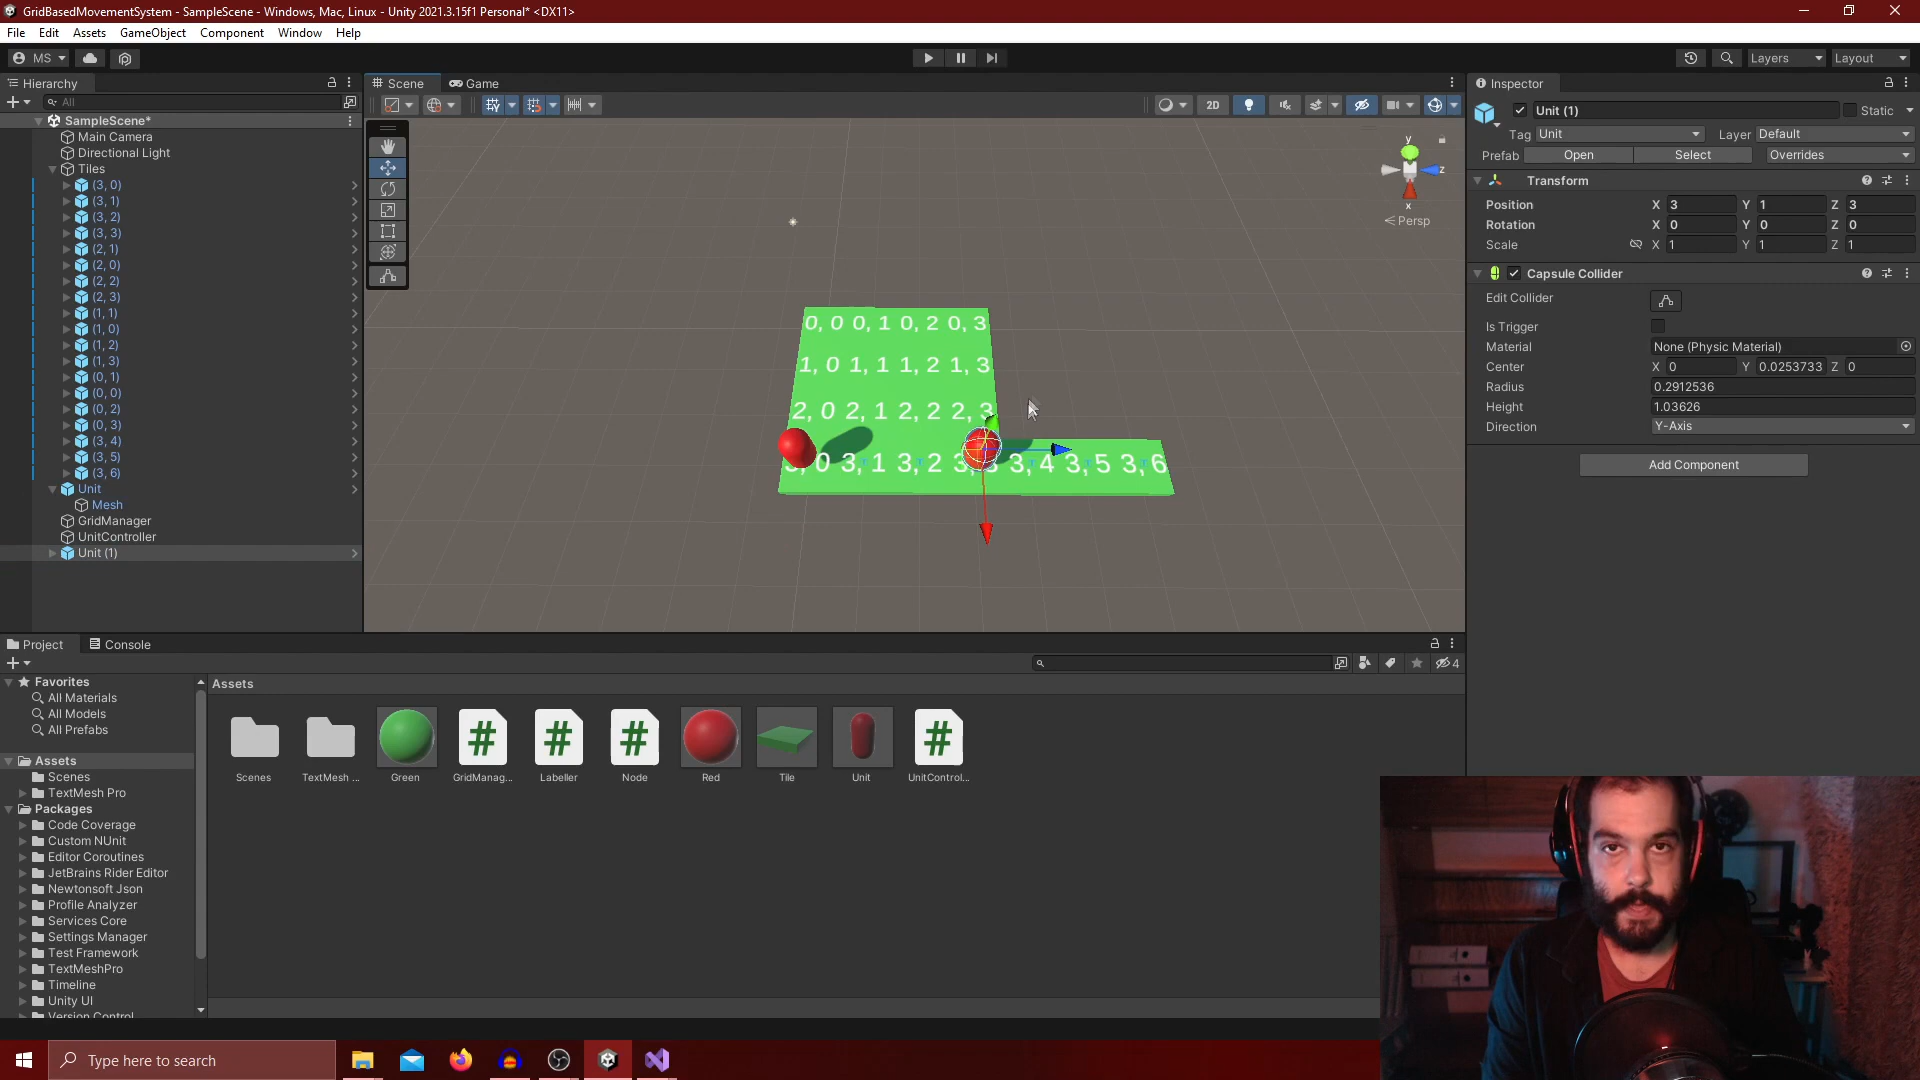 GridBasedMovementSystem - SampleScene - Windows, Mac, Linux - Unity 2021.3.15f1 Personal* <DX11>
File Edit Assets GameObject Component Window Help
MS Layers Layout
Hierarchy
All
SampleScene*
Main Camera
Directional Light
Tiles
(3, 0)
(3, 1)
(3, 2)
(3, 3)
(2, 1)
(2, 0)
(2, 2)
(2, 3)
(1, 1)
(1, 0)
(1, 2)
(1, 3)
(0, 1)
(0, 0)
(0, 2)
(0, 3)
(3, 4)
(3, 5)
(3, 6)
Unit
Mesh
GridManager
UnitController
Unit (1)
Scene Game
2D
y
z
x
Persp
0, 0 0, 1 0, 2 0, 3
1, 0 1, 1 1, 2 1, 3
2, 0 2, 1 2, 2 2, 3
3, 0 3, 1 3, 2 3, 3 3, 4 3, 5 3, 6
Inspector
Unit (1) Static
Tag Unit Layer Default
Prefab Open Select Overrides
Transform
Position X 3 Y 1 Z 3
Rotation X 0 Y 0 Z 0
Scale X 1 Y 1 Z 1
Capsule Collider
Edit Collider
Is Trigger
Material None (Physic Material)
Center X 0 Y 0.0253733 Z 0
Radius 0.2912536
Height 1.03626
Direction Y-Axis
Add Component
Project Console
4
Favorites
All Materials
All Models
All Prefabs
Assets
Scenes
TextMesh Pro
Packages
Code Coverage
Custom NUnit
Editor Coroutines
JetBrains Rider Editor
Newtonsoft Json
Profile Analyzer
Services Core
Settings Manager
Test Framework
TextMeshPro
Timeline
Unity UI
Version Control
Assets
Scenes TextMesh ... Green GridManag... Labeller Node Red Tile Unit UnitControl...
Type here to search